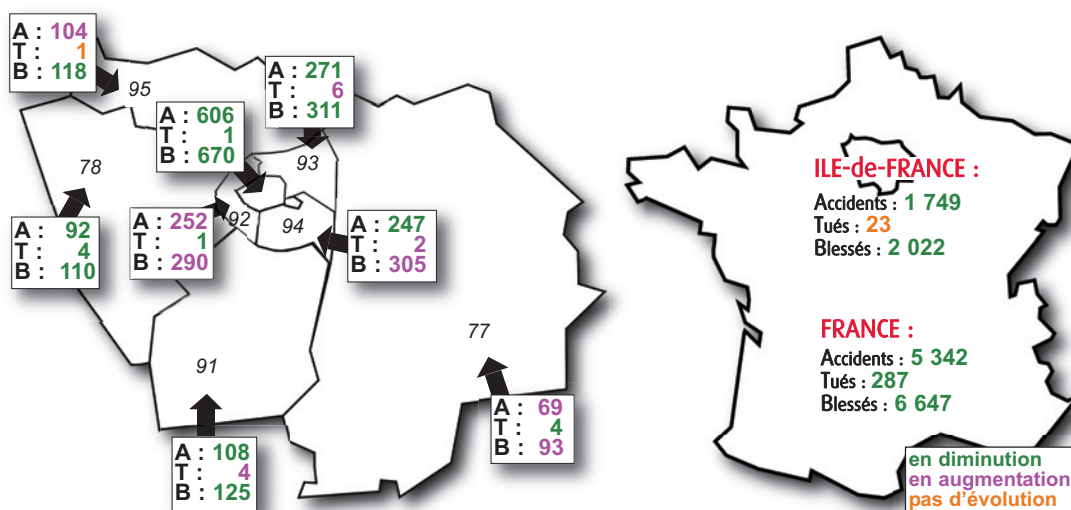 A : 104
T : 1
B : 118
95
A : 271
T : 6
B : 311
A : 606
T : 1
B : 670
93
78
A : 92
T : 4
B : 110
A : 252
T : 1
B : 290
92
94
A : 247
T : 2
B : 305
91
77
A : 108
T : 4
B : 125
A : 69
T : 4
B : 93
ILE-de-FRANCE :
Accidents : 1 749
Tués : 23
Blessés : 2 022
FRANCE :
Accidents : 5 342
Tués : 287
Blessés : 6 647
en diminution
en augmentation
pas d'évolution